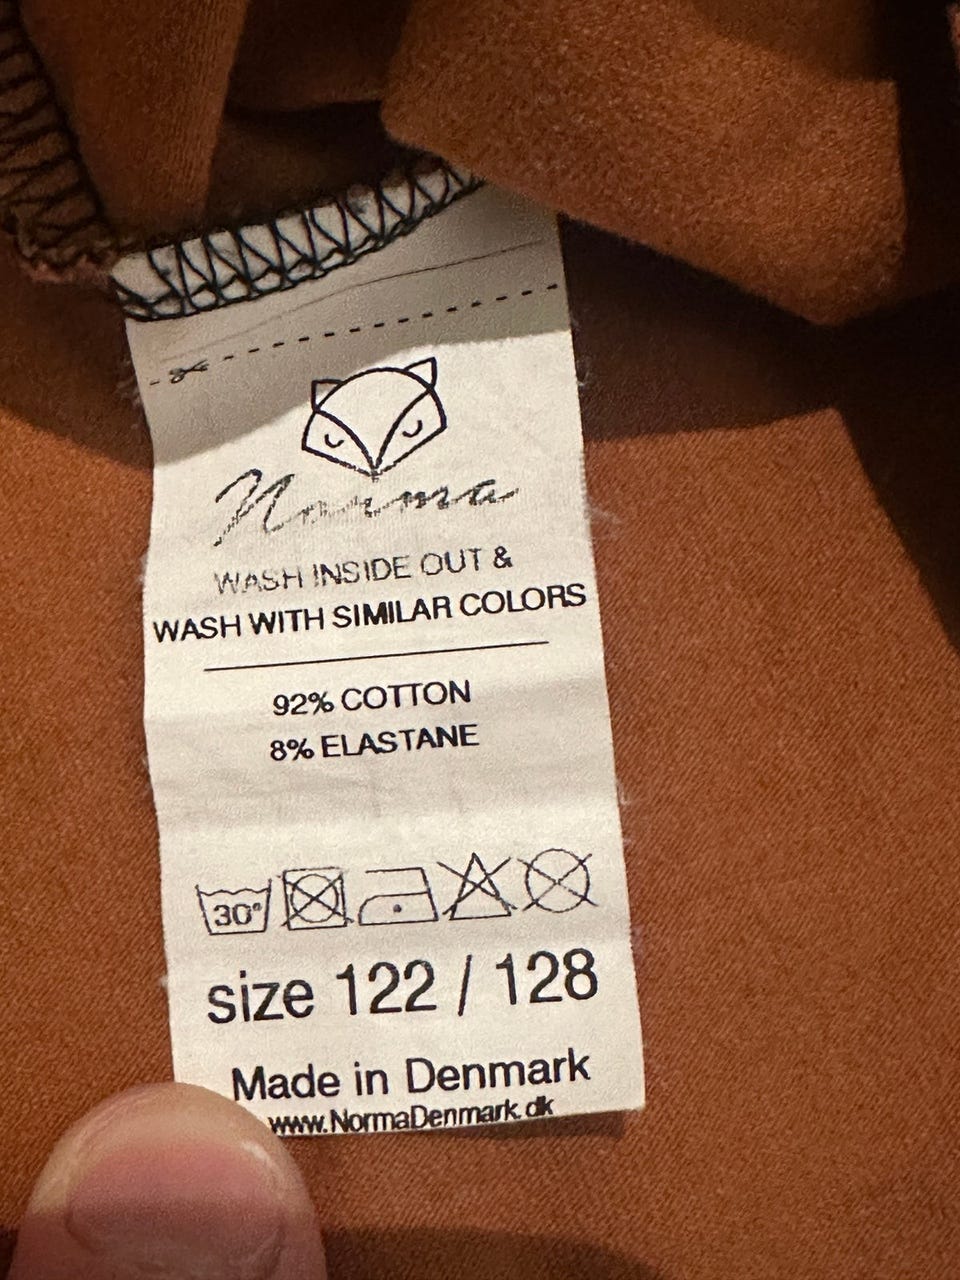 Norma
WASH INSIDE OUT &
WASH WITH SIMILAR COLORS
92% COTTON
8% ELASTANE
30°
size 122 / 128
Made in Denmark
www.NormaDenmark.dk